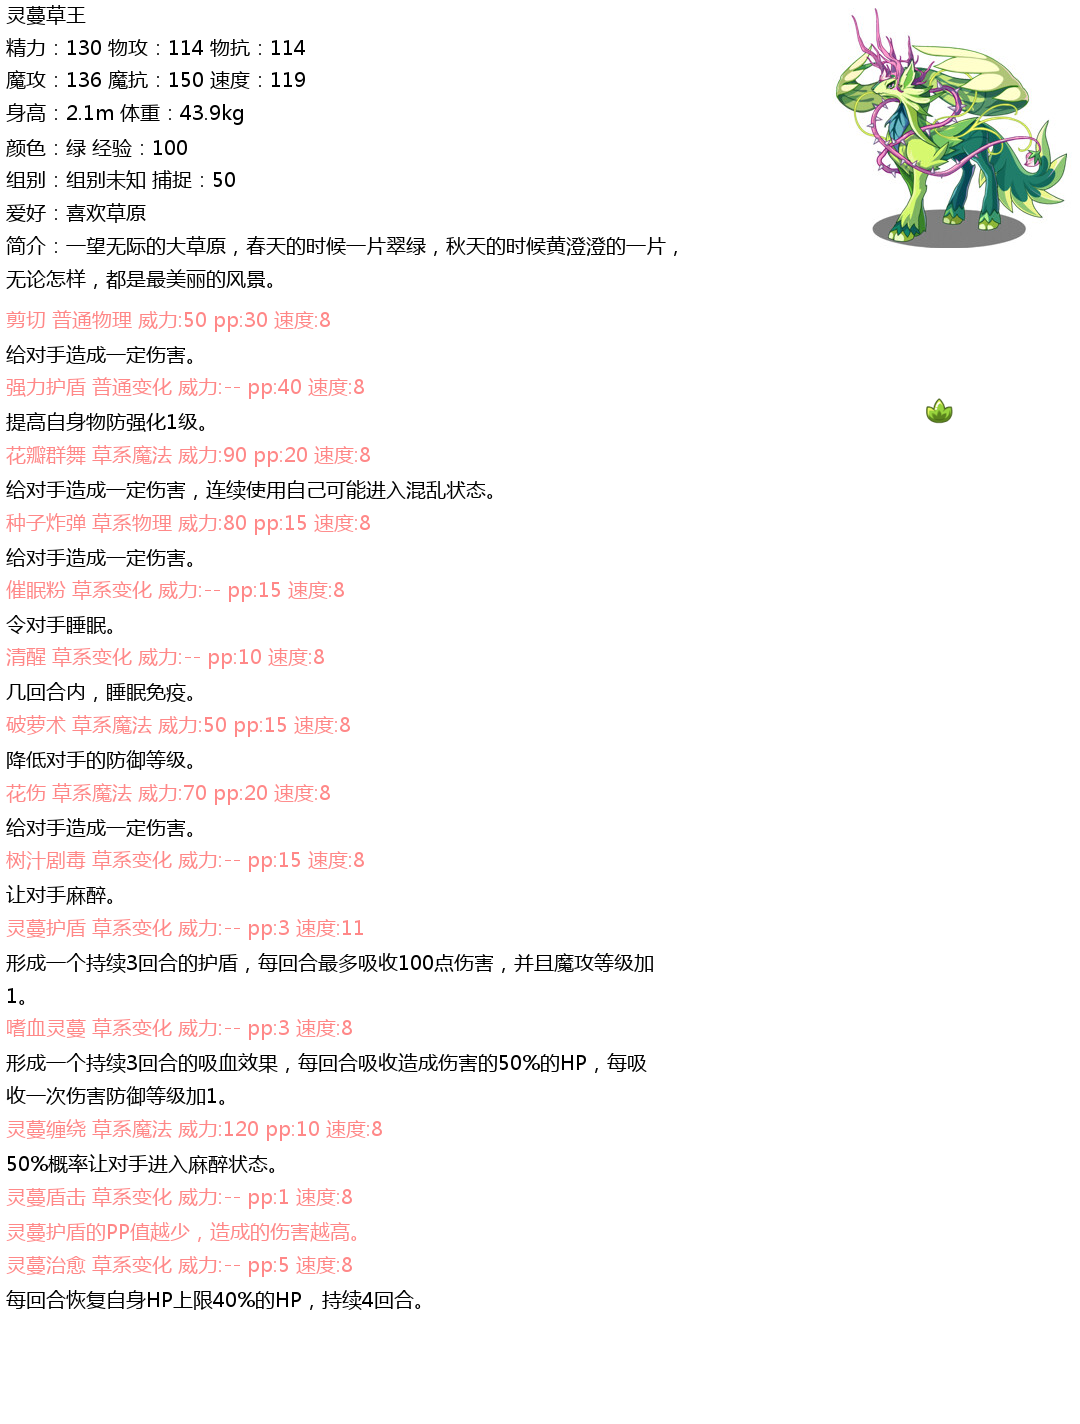 灵蔓草王
精力：130 物攻：114 物抗：114
魔攻：136 魔抗：150 速度：119
身高：2.1m 体重：43.9kg
颜色：绿 经验：100
组别：组别未知 捕捉：50
爱好：喜欢草原
简介：一望无际的大草原，春天的时候一片翠绿，秋天的时候黄澄澄的一片，
无论怎样，都是最美丽的风景。
剪切 普通物理 威力:50 pp:30 速度:8
给对手造成一定伤害。
强力护盾 普通变化 威力:-- pp:40 速度:8
提高自身物防强化1级。
花瓣群舞 草系魔法 威力:90 pp:20 速度:8
给对手造成一定伤害，连续使用自己可能进入混乱状态。
种子炸弹 草系物理 威力:80 pp:15 速度:8
给对手造成一定伤害。
催眠粉 草系变化 威力:-- pp:15 速度:8
令对手睡眠。
清醒 草系变化 威力:-- pp:10 速度:8
几回合内，睡眠免疫。
破萝术 草系魔法 威力:50 pp:15 速度:8
降低对手的防御等级。
花伤 草系魔法 威力:70 pp:20 速度:8
给对手造成一定伤害。
树汁剧毒 草系变化 威力:-- pp:15 速度:8
让对手麻醉。
灵蔓护盾 草系变化 威力:-- pp:3 速度:11
形成一个持续3回合的护盾，每回合最多吸收100点伤害，并且魔攻等级加
1。
嗜血灵蔓 草系变化 威力:-- pp:3 速度:8
形成一个持续3回合的吸血效果，每回合吸收造成伤害的50%的HP，每吸
收一次伤害防御等级加1。
灵蔓缠绕 草系魔法 威力:120 pp:10 速度:8
50%概率让对手进入麻醉状态。
灵蔓盾击 草系变化 威力:-- pp:1 速度:8
灵蔓护盾的PP值越少，造成的伤害越高。
灵蔓治愈 草系变化 威力:-- pp:5 速度:8
每回合恢复自身HP上限40%的HP，持续4回合。